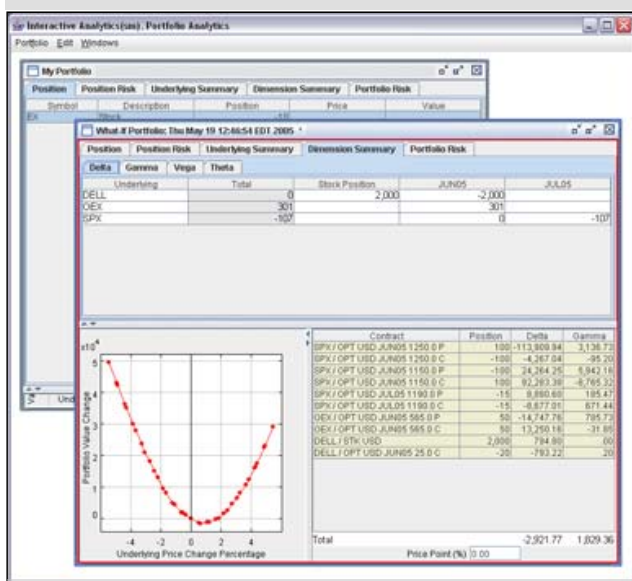 Interactive Analytics(sm). Portfolio Analytics
Portfolio Edit Windows
My Portfolio
Position Position Risk Underlying Summary Dimension Summary Portfolio Risk
Symbol Description Position Price Value
Stock
What-If Portfolio: Thu May 19 12:46:54 EDT 2005 *
Position Position Risk Underlying Summary Dimension Summary Portfolio Risk
Delta Gamma Vega Theta
Underlying Total Stock Position JUN05 JUL05
DELL 0 2,000 -2,000
OEX 301 301
SPX -107 0 -107
Contract Position Delta Gamma
SPX / OPT USD JUN05 1250.0 P 100 -113,909.94 3,136.73
SPX / OPT USD JUN05 1250.0 C -100 -4,267.04 -95.20
SPX / OPT USD JUN05 1150.0 P -100 24,264.25 5,942.16
SPX / OPT USD JUN05 1150.0 C 100 92,283.38 -8,765.32
SPX / OPT USD JUL05 1190.0 P -15 8,860.60 185.47
SPX / OPT USD JUL05 1190.0 C -15 -8,677.01 671.44
OEX / OPT USD JUN05 565.0 P 50 -14,747.76 785.73
OEX / OPT USD JUN05 565.0 C 50 13,250.16 -31.85
DELL / STK USD 2,000 794.80 .00
DELL / OPT USD JUN05 25.0 C -20 -793.22 .20
Total -2,921.77 1,829.36
Price Point (%) 0.00
x10^4
5
4
3
2
1
0
Portfolio Value Change
-4 -2 0 2 4
Underlying Price Change Percentage
Und